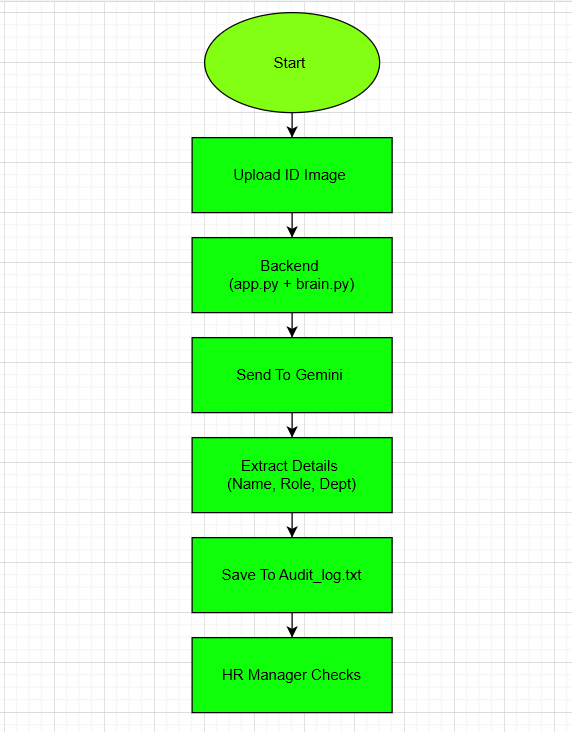 Start
Upload ID Image
Backend
(app.py + brain.py)
Send To Gemini
Extract Details
(Name, Role, Dept)
Save To Audit_log.txt
HR Manager Checks